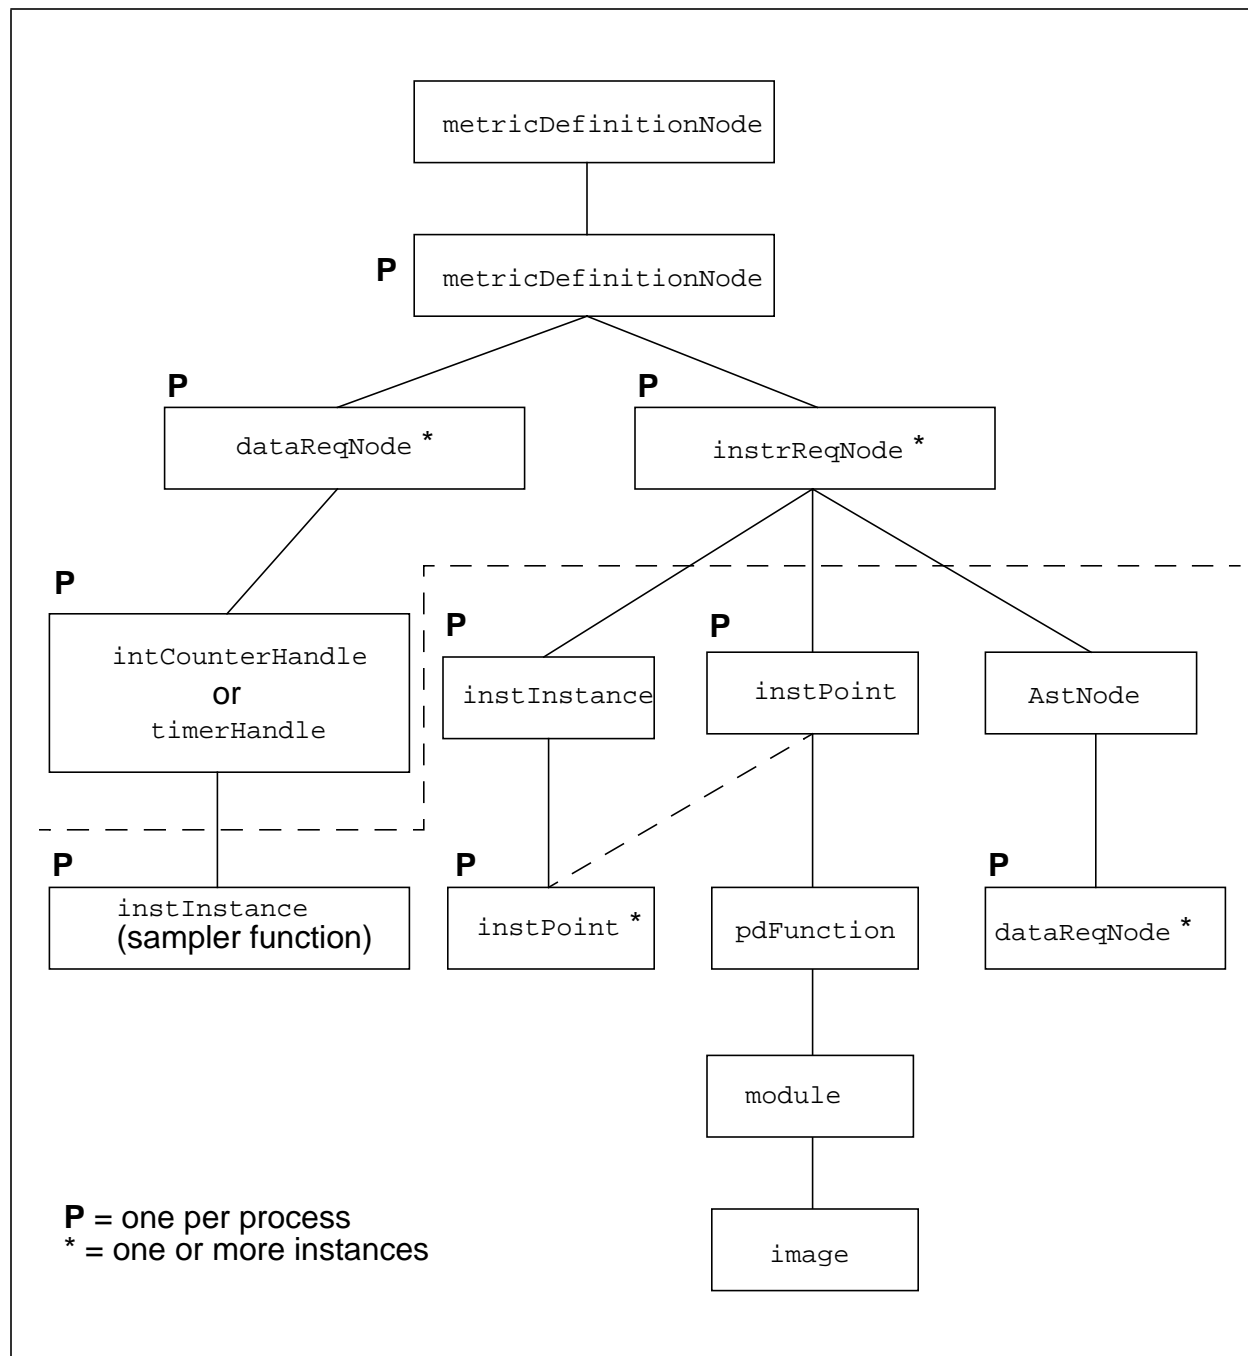 metricDefinitionNode
P
metricDefinitionNode
P
P
dataReqNode *
instrReqNode *
P
P
P
intCounterHandle
or
timerHandle
instInstance
instPoint
AstNode
P
P
P
instInstance
(sampler function)
instPoint *
pdFunction
dataReqNode *
module
P = one per process
* = one or more instances
image